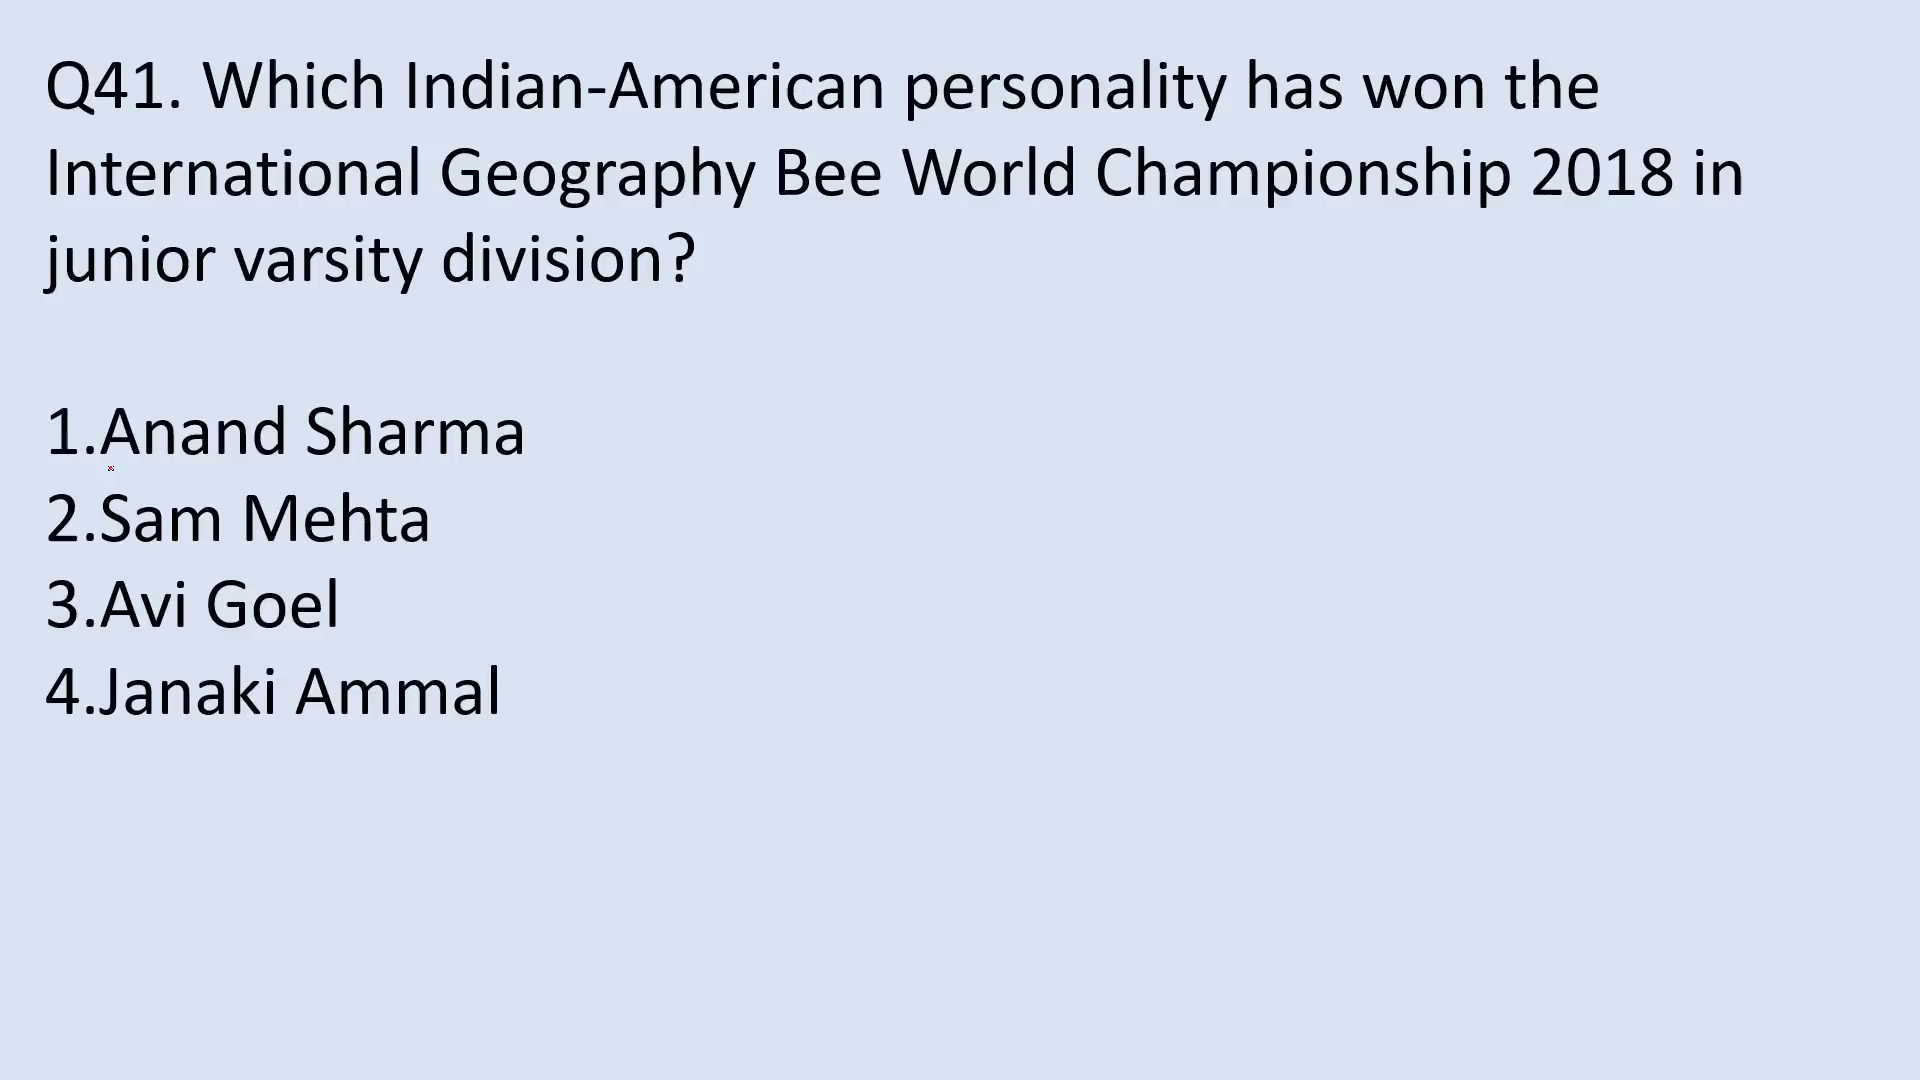 Q41. Which Indian-American personality has won the
International Geography Bee World Championship 2018 in
junior varsity division?
1.Anand Sharma
2.Sam Mehta
3.Avi Goel
4.Janaki Ammal